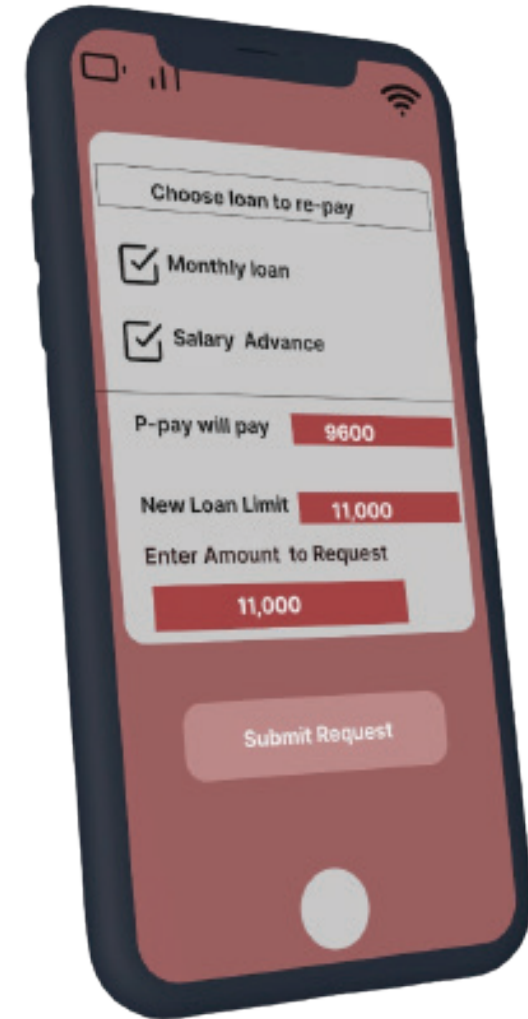 Choose loan to re-pay
Monthly loan
Salary Advance
P-pay will pay 9600
New Loan Limit 11,000
Enter Amount to Request
11,000
Submit Request